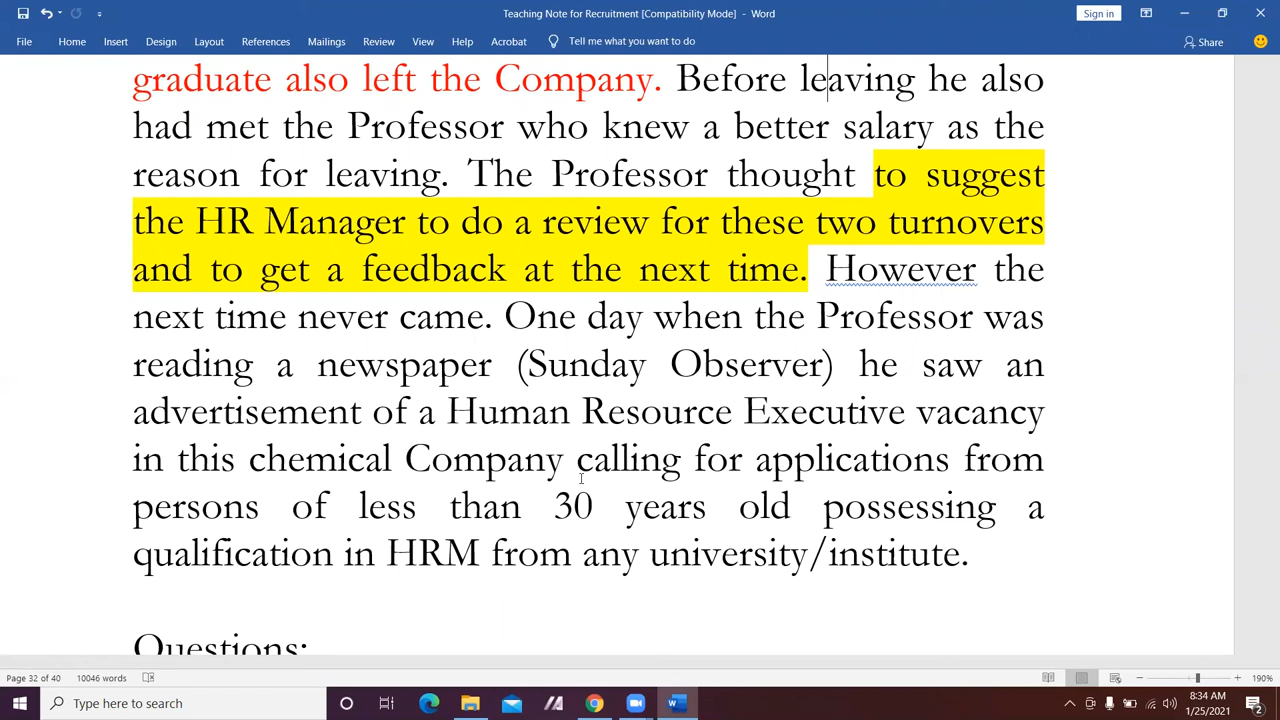 Teaching Note for Recruitment [Compatibility Mode] - Word
Sign in
File Home Insert Design Layout References Mailings Review View Help Acrobat Tell me what you want to do Share
graduate also left the Company. Before leaving he also
had met the Professor who knew a better salary as the
reason for leaving. The Professor thought to suggest
the HR Manager to do a review for these two turnovers
and to get a feedback at the next time. However the
next time never came. One day when the Professor was
reading a newspaper (Sunday Observer) he saw an
advertisement of a Human Resource Executive vacancy
in this chemical Company calling for applications from
persons of less than 30 years old possessing a
qualification in HRM from any university/institute.
Questions:
Page 32 of 40 10046 words 190%
Type here to search
8:34 AM
1/25/2021
2